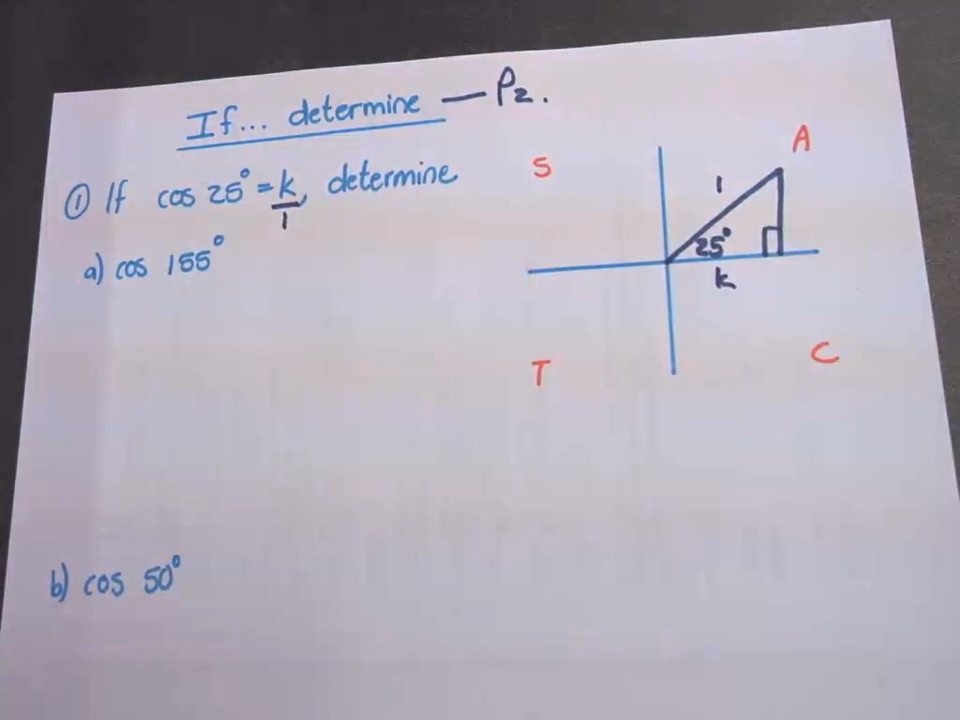 If... determine — P2.
① If cos 25° = k/1, determine
a) cos 155°
b) cos 50°
S
A
1
25°
k
T
C